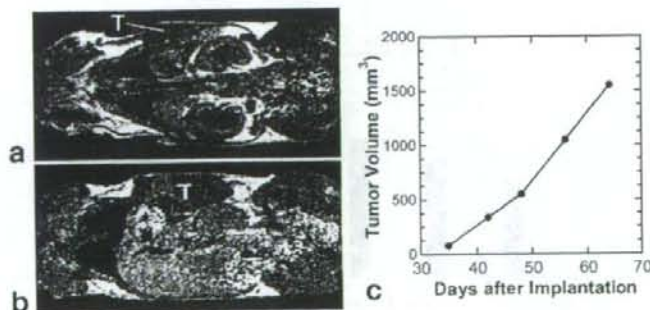 T
a
T
b
Tumor Volume (mm³)
2000
1500
1000
500
0
30 40 50 60 70
c
Days after Implantation